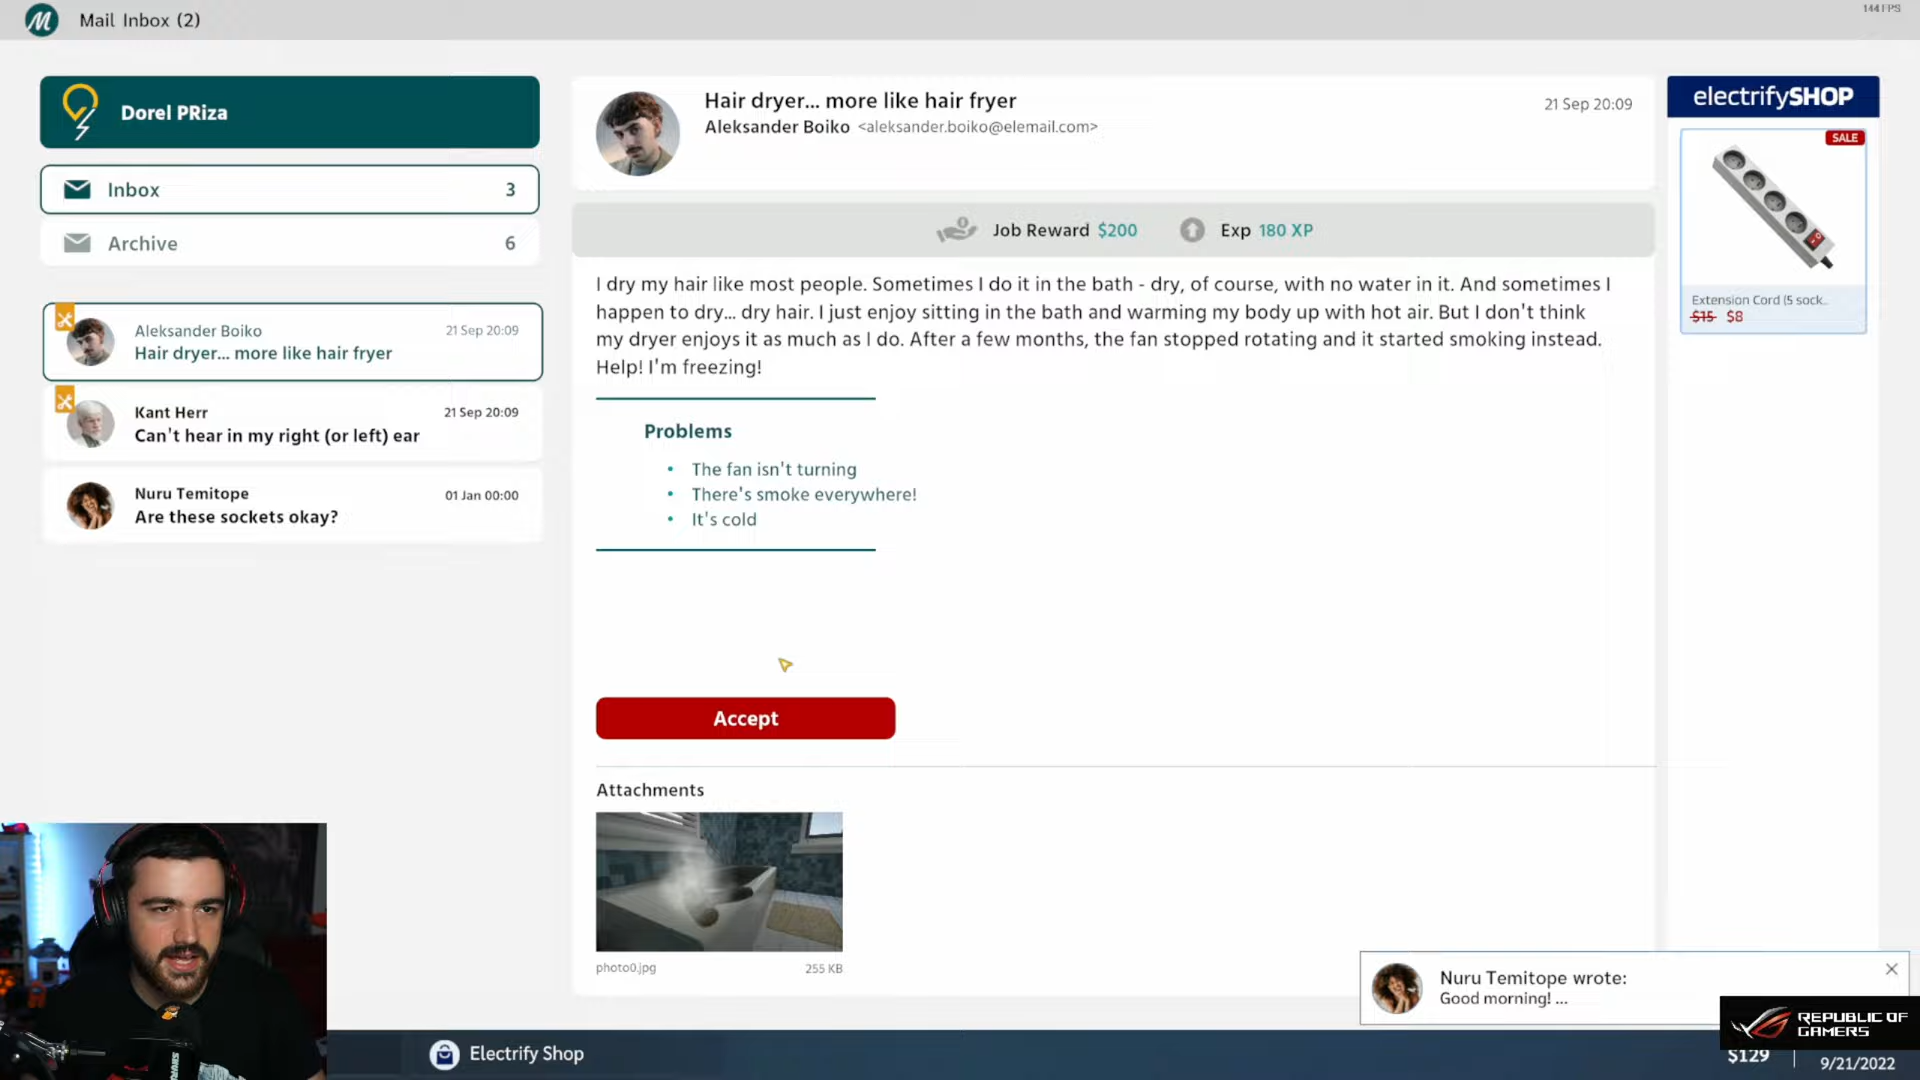 M Mail Inbox (2)
144 FPS
Dorel PRiza
Inbox 3
Archive 6
Aleksander Boiko 21 Sep 20:09
Hair dryer... more like hair fryer
Kant Herr 21 Sep 20:09
Can't hear in my right (or left) ear
Nuru Temitope 01 Jan 00:00
Are these sockets okay?
Hair dryer... more like hair fryer
21 Sep 20:09
Aleksander Boiko <aleksander.boiko@elemail.com>
Job Reward $200 Exp 180 XP
I dry my hair like most people. Sometimes I do it in the bath - dry, of course, with no water in it. And sometimes I
happen to dry... dry hair. I just enjoy sitting in the bath and warming my body up with hot air. But I don't think
my dryer enjoys it as much as I do. After a few months, the fan stopped rotating and it started smoking instead.
Help! I'm freezing!
Problems
• The fan isn't turning
• There's smoke everywhere!
• It's cold
Accept
Attachments
photo0.jpg 255 KB
electrifySHOP
SALE
Extension Cord (5 sock..
$15 $8
Nuru Temitope wrote:
Good morning! ...
REPUBLIC OF
GAMERS
Electrify Shop
$129
9/21/2022
SHURE